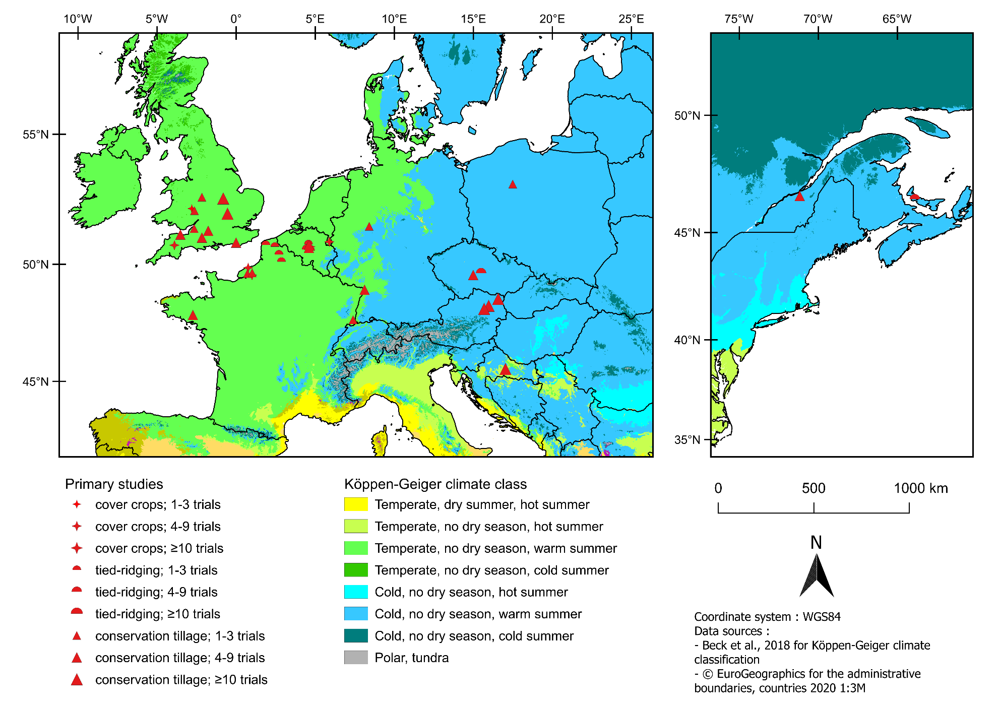 10°W 5°W 0° 5°E 10°E 15°E 20°E 25°E
75°W 70°W 65°W
55°N
50°N
45°N
50°N
45°N
40°N
35°N
Primary studies
cover crops; 1-3 trials
cover crops; 4-9 trials
cover crops; ≥10 trials
tied-ridging; 1-3 trials
tied-ridging; 4-9 trials
tied-ridging; ≥10 trials
conservation tillage; 1-3 trials
conservation tillage; 4-9 trials
conservation tillage; ≥10 trials
Köppen-Geiger climate class
Temperate, dry summer, hot summer
Temperate, no dry season, hot summer
Temperate, no dry season, warm summer
Temperate, no dry season, cold summer
Cold, no dry season, hot summer
Cold, no dry season, warm summer
Cold, no dry season, cold summer
Polar, tundra
0 500 1000 km
N
Coordinate system : WGS84
Data sources :
- Beck et al., 2018 for Köppen-Geiger climate
classification
- © EuroGeographics for the administrative
boundaries, countries 2020 1:3M